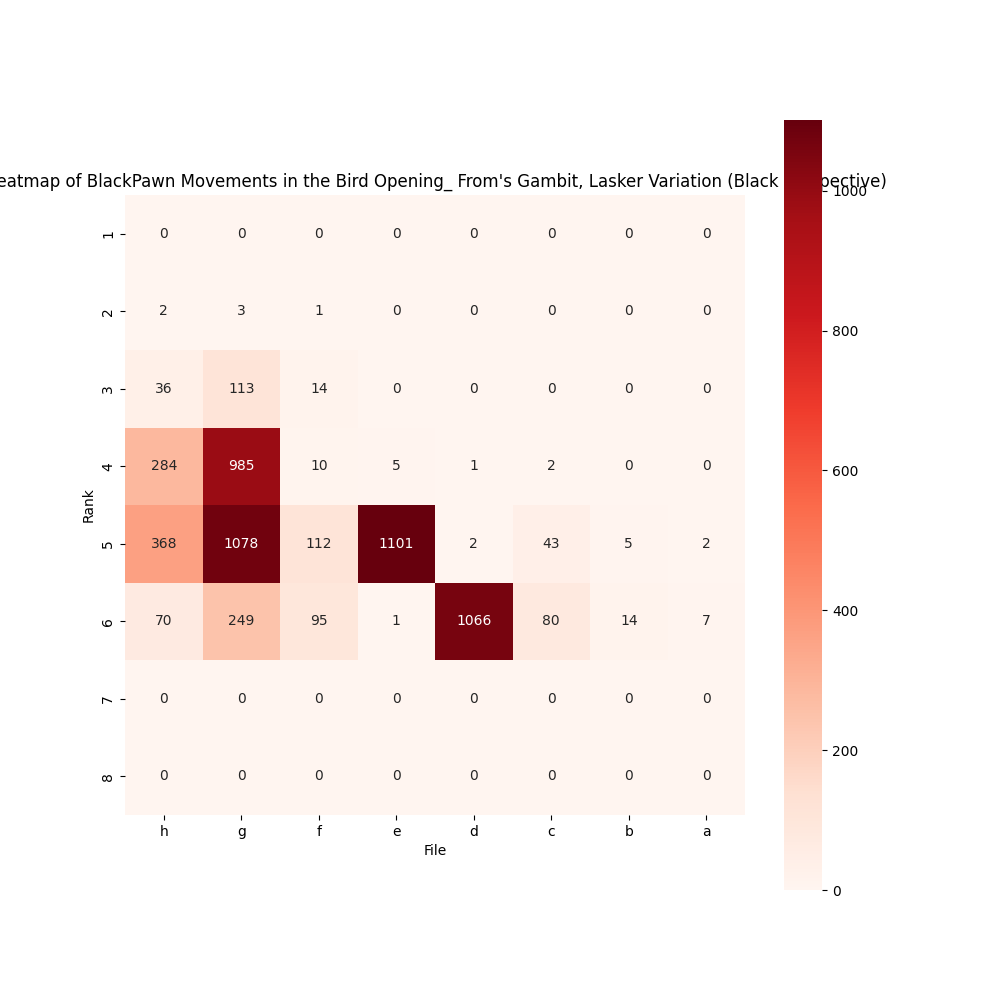 eatmap of BlackPawn Movements in the Bird Opening_ From's Gambit, Lasker Variation (Black pective)
1000
1 0 0 0 0 0 0 0 0
2 2 3 1 0 0 0 0 0
800
3 36 113 14 0 0 0 0 0
4 284 985 10 5 1 2 0 0
600
Rank
5 368 1078 112 1101 2 43 5 2
400
6 70 249 95 1 1066 80 14 7
7 0 0 0 0 0 0 0 0
200
8 0 0 0 0 0 0 0 0
h g f e d c b a
File
0